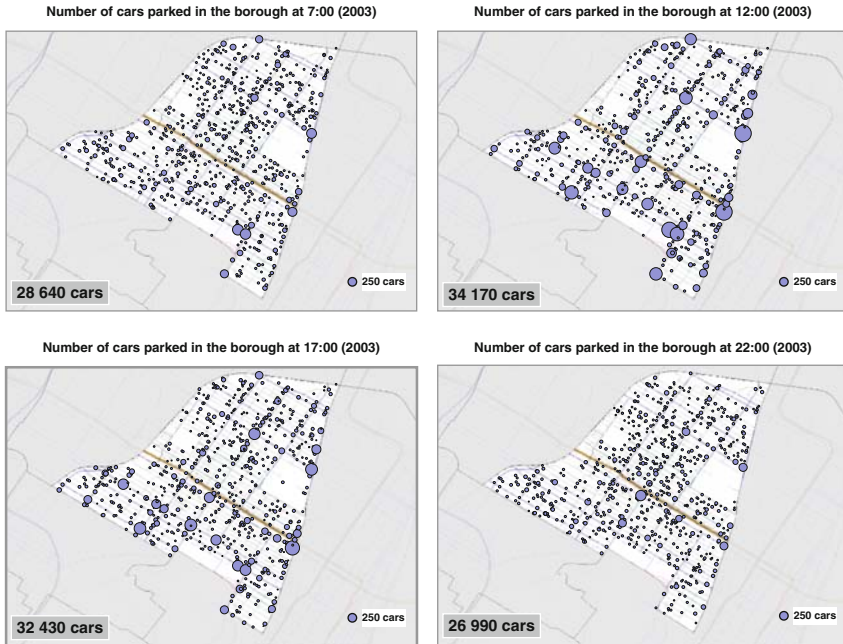 Number of cars parked in the borough at 7:00 (2003)
Number of cars parked in the borough at 12:00 (2003)
250 cars
28 640 cars
250 cars
34 170 cars
Number of cars parked in the borough at 17:00 (2003)
Number of cars parked in the borough at 22:00 (2003)
250 cars
32 430 cars
250 cars
26 990 cars